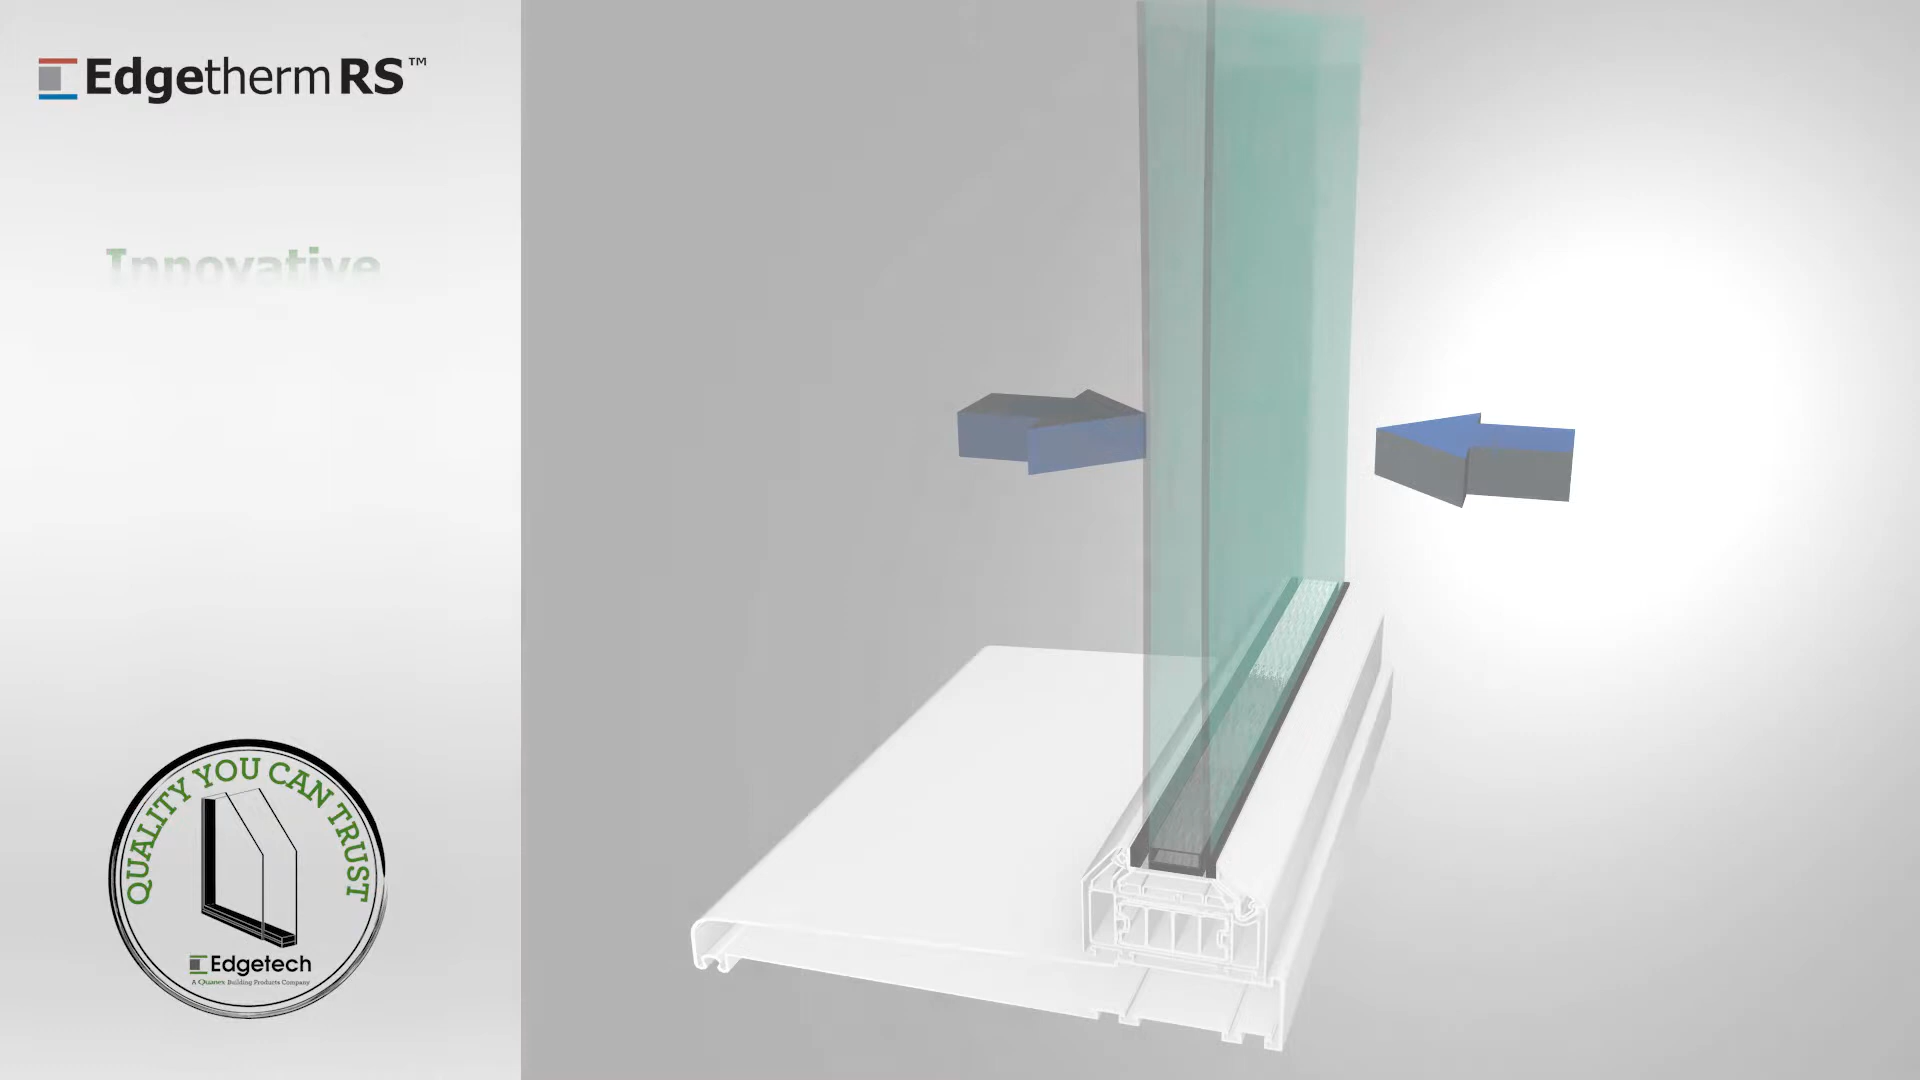 Edgetherm RS™
Innovative
QUALITY YOU CAN TRUST
Edgetech
A Quanex Building Products Company